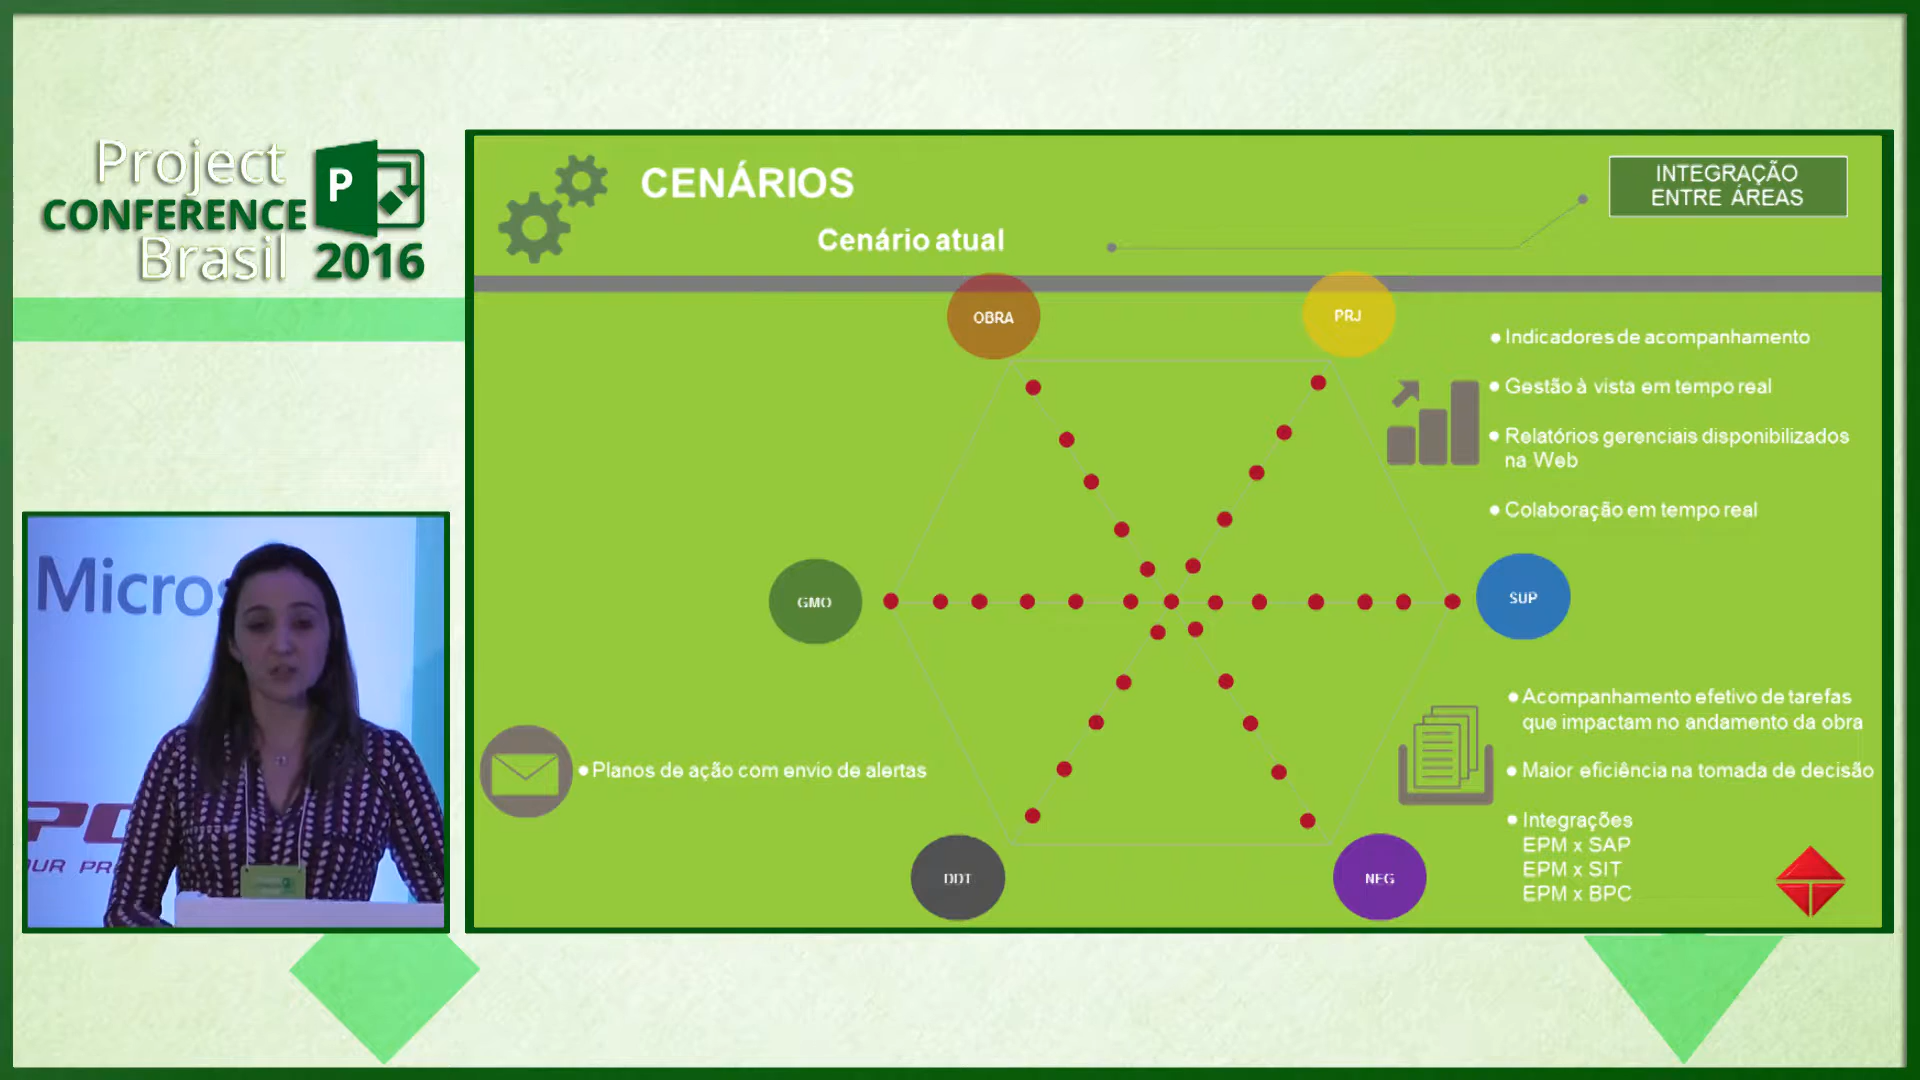 Project
CONFERENCE
Brasil 2016
P
CENÁRIOS
Cenário atual
INTEGRAÇÃO
ENTRE ÁREAS
OBRA
PRJ
● Indicadores de acompanhamento
● Gestão à vista em tempo real
● Relatórios gerenciais disponibilizados
na Web
● Colaboração em tempo real
GMO
SUP
● Acompanhamento efetivo de tarefas
que impactam no andamento da obra
● Planos de ação com envio de alertas
● Maior eficiência na tomada de decisão
● Integrações
EPM x SAP
EPM x SIT
EPM x BPC
DDT
NEG
Micros